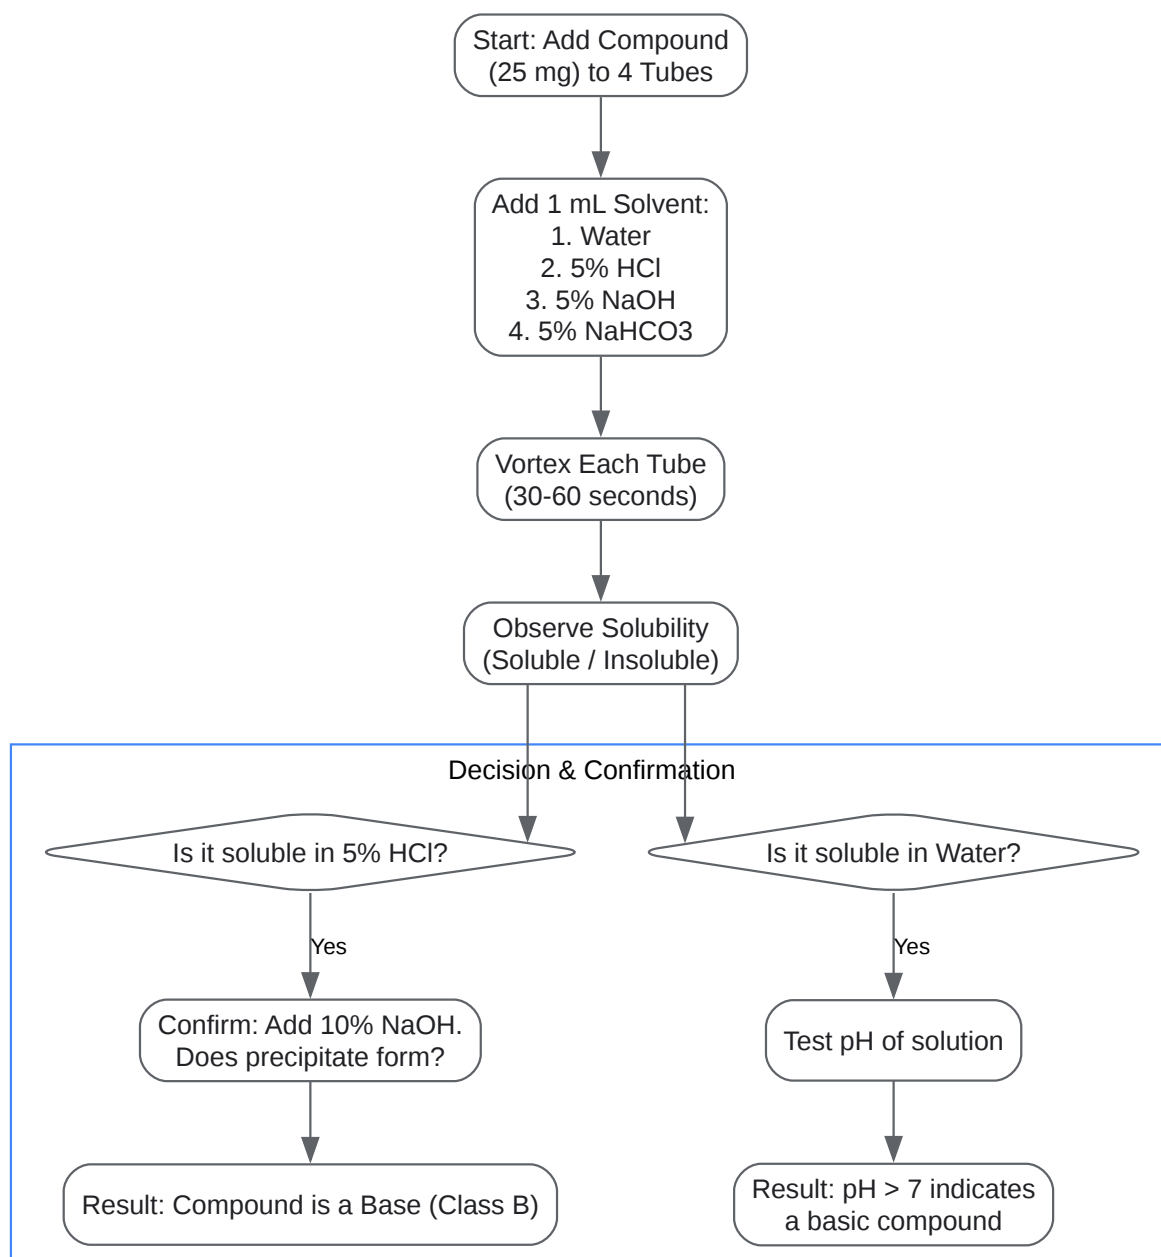 Start: Add Compound
(25 mg) to 4 Tubes
Add 1 mL Solvent:
1. Water
2. 5% HCl
3. 5% NaOH
4. 5% NaHCO3
Vortex Each Tube
(30-60 seconds)
Observe Solubility
(Soluble / Insoluble)
Decision & Confirmation
Is it soluble in 5% HCl?
Is it soluble in Water?
Yes
Yes
Confirm: Add 10% NaOH.
Does precipitate form?
Test pH of solution
Result: Compound is a Base (Class B)
Result: pH > 7 indicates
a basic compound